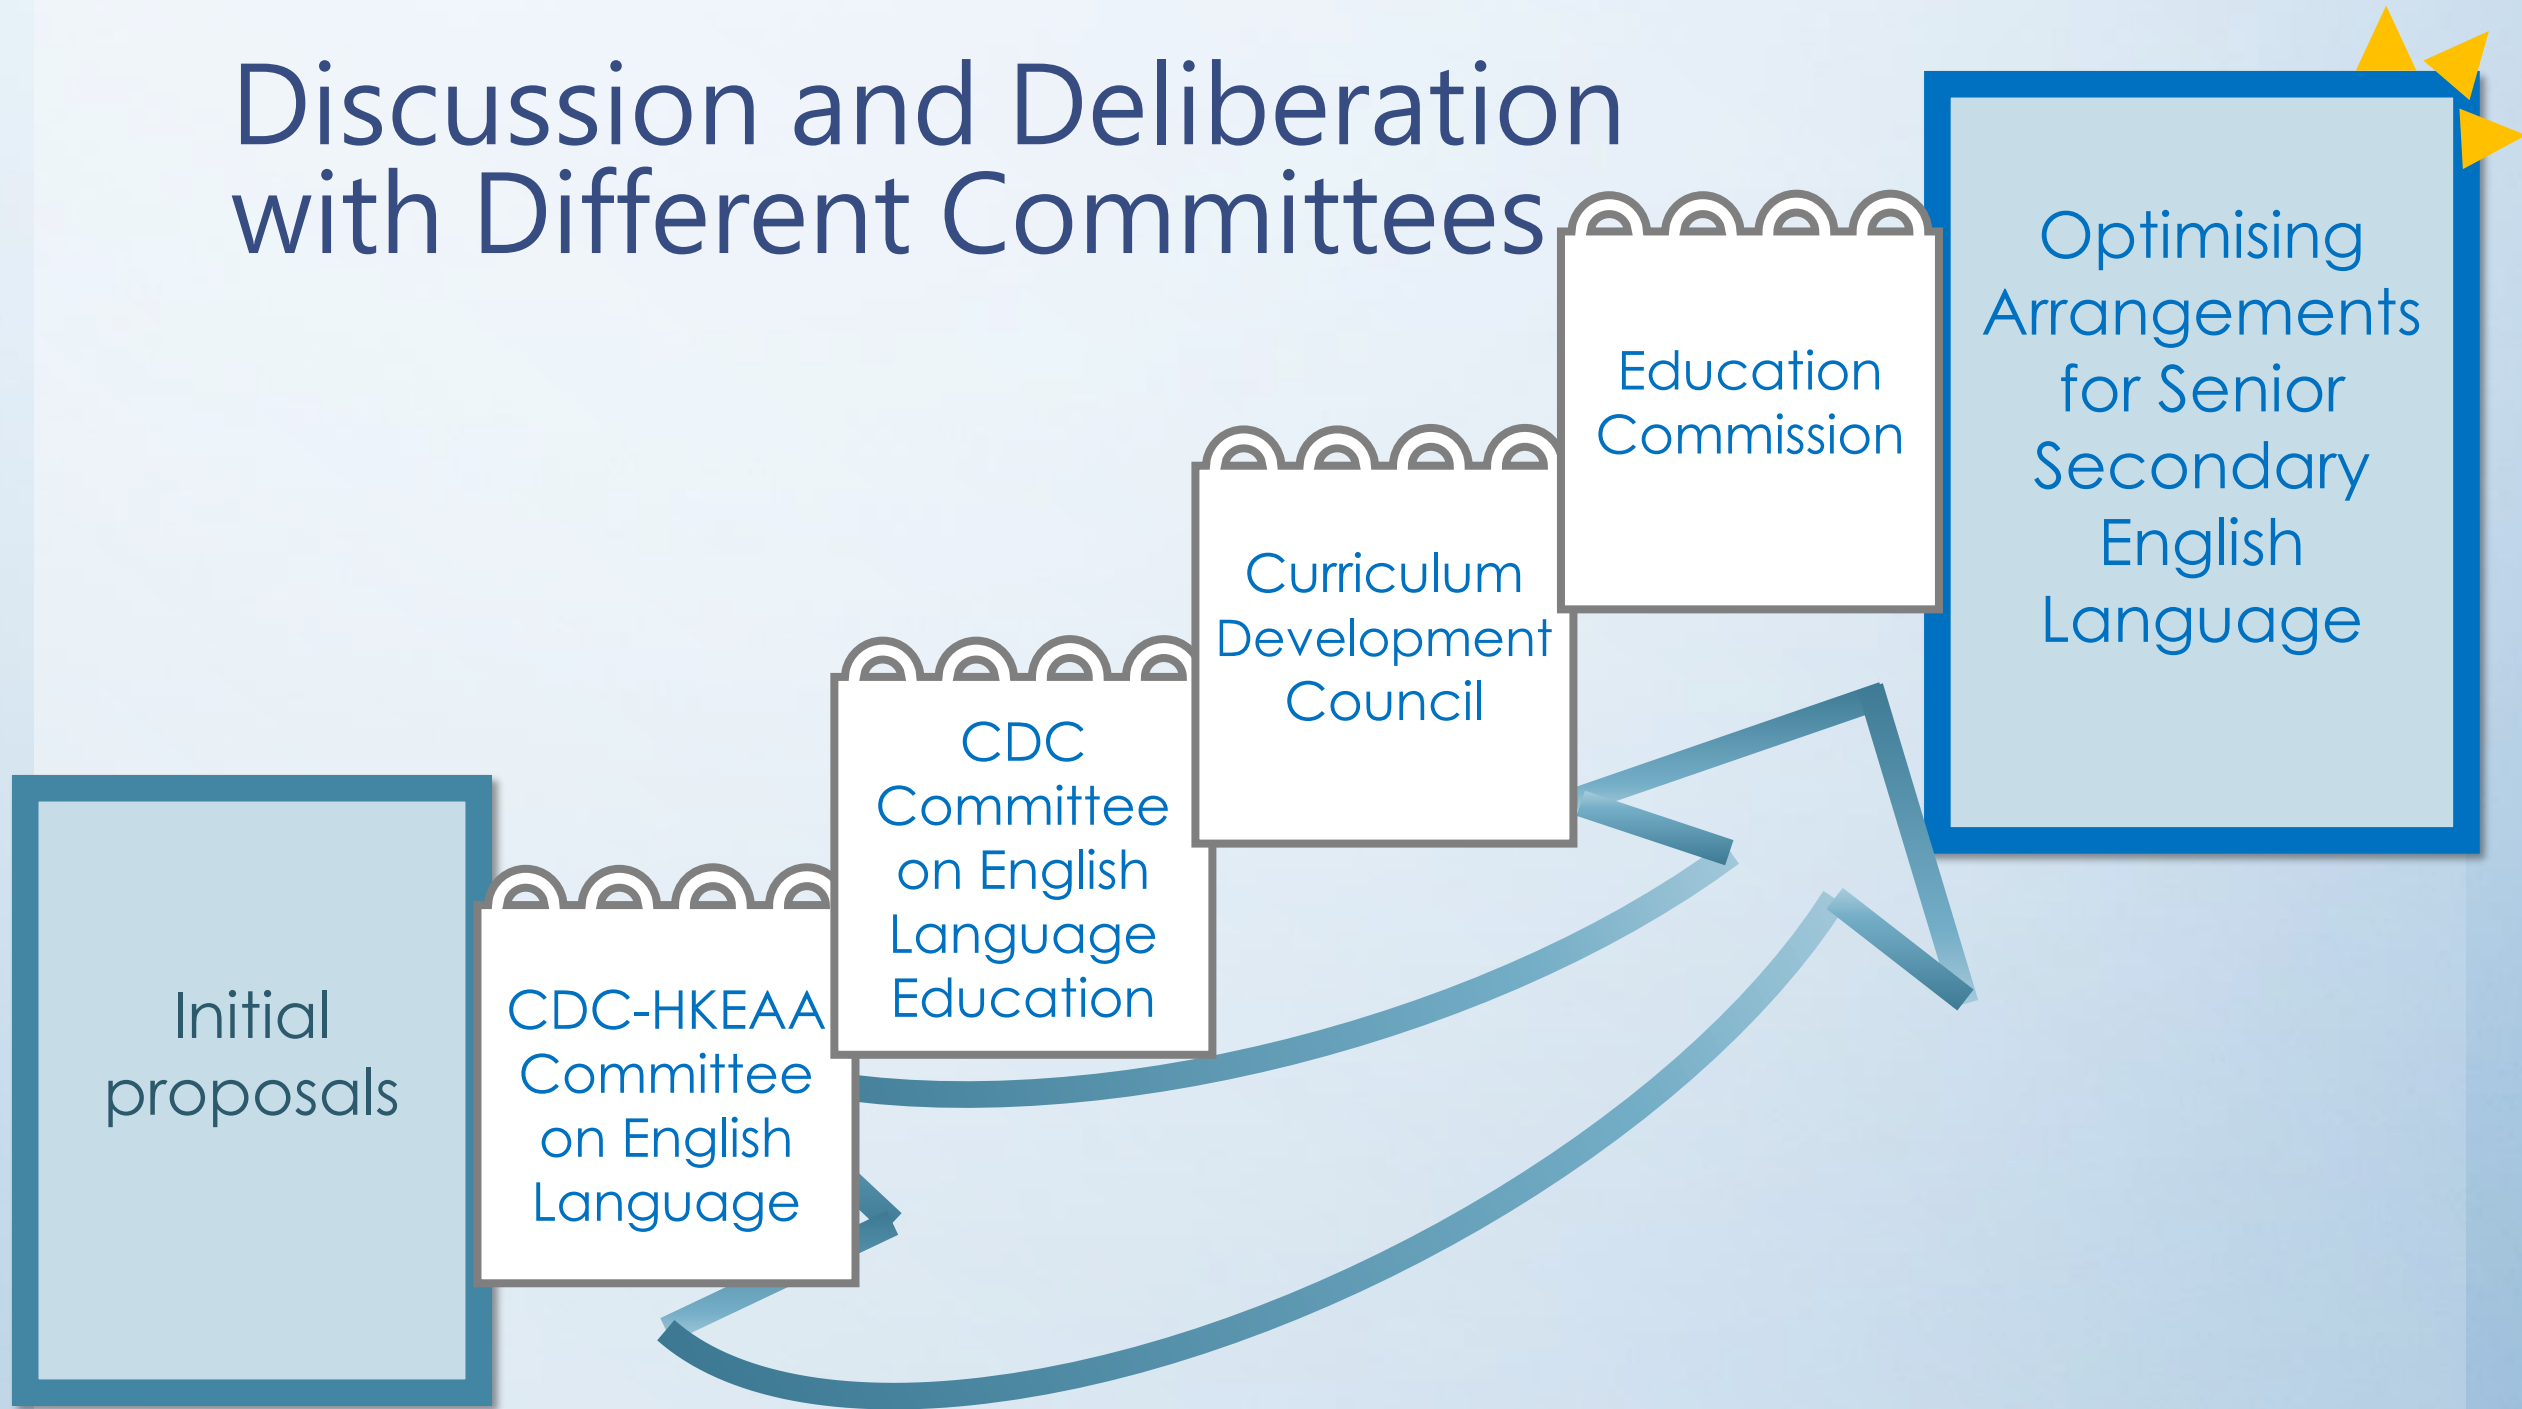 Discussion and Deliberation
with Different Committees
Initial
proposals
CDC-HKEAA
Committee
on English
Language
CDC
Committee
on English
Language
Education
Curriculum
Development
Council
Education
Commission
Optimising
Arrangements
for Senior
Secondary
English
Language